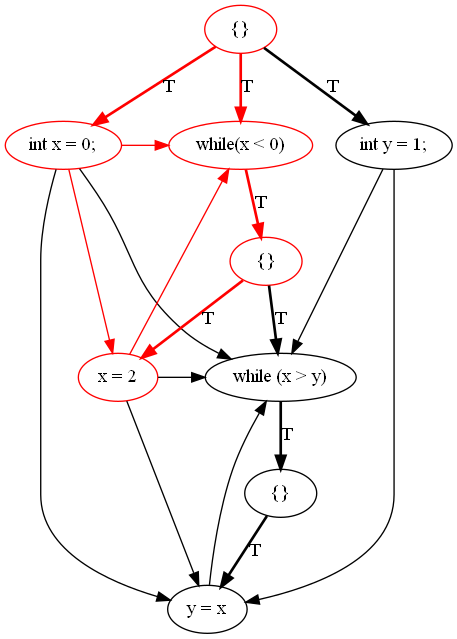 {}
T
T
T
int x = 0;
while(x < 0)
int y = 1;
T
{}
T
T
x = 2
while (x > y)
T
{}
T
y = x